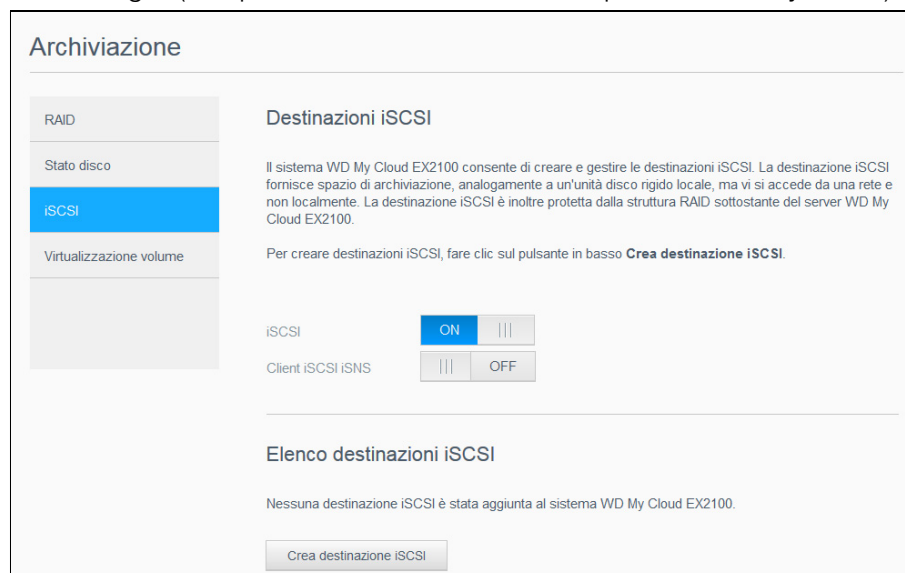 Archiviazione
RAID
Stato disco
iSCSI
Virtualizzazione volume
Destinazioni iSCSI
Il sistema WD My Cloud EX2100 consente di creare e gestire le destinazioni iSCSI. La destinazione iSCSI
fornisce spazio di archiviazione, analogamente a un'unità disco rigido locale, ma vi si accede da una rete e
non localmente. La destinazione iSCSI è inoltre protetta dalla struttura RAID sottostante del server WD My
Cloud EX2100.
Per creare destinazioni iSCSI, fare clic sul pulsante in basso Crea destinazione iSCSI.
iSCSI ON
Client iSCSI iSNS OFF
Elenco destinazioni iSCSI
Nessuna destinazione iSCSI è stata aggiunta al sistema WD My Cloud EX2100.
Crea destinazione iSCSI